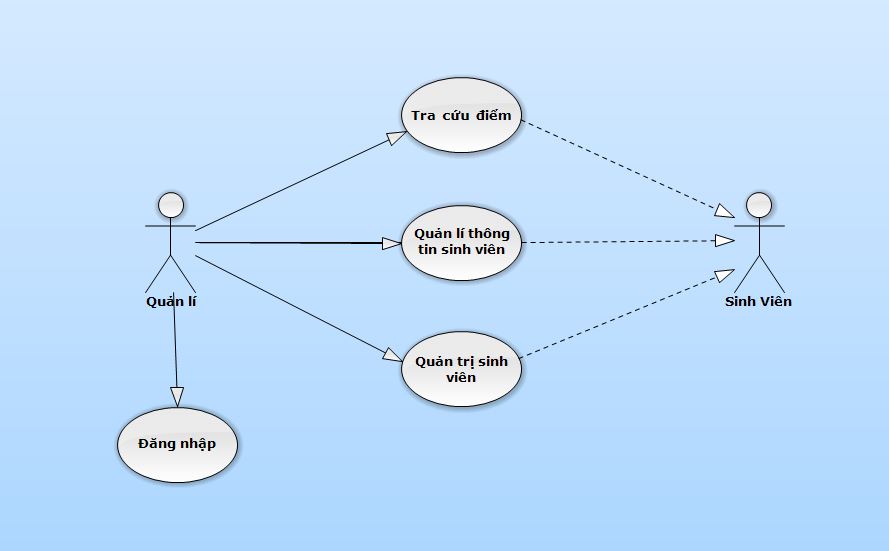 Tra cứu điểm
Quản lí thông
tin sinh viên
Quản lí
Sinh Viên
Quản trị sinh
viên
Đăng nhập